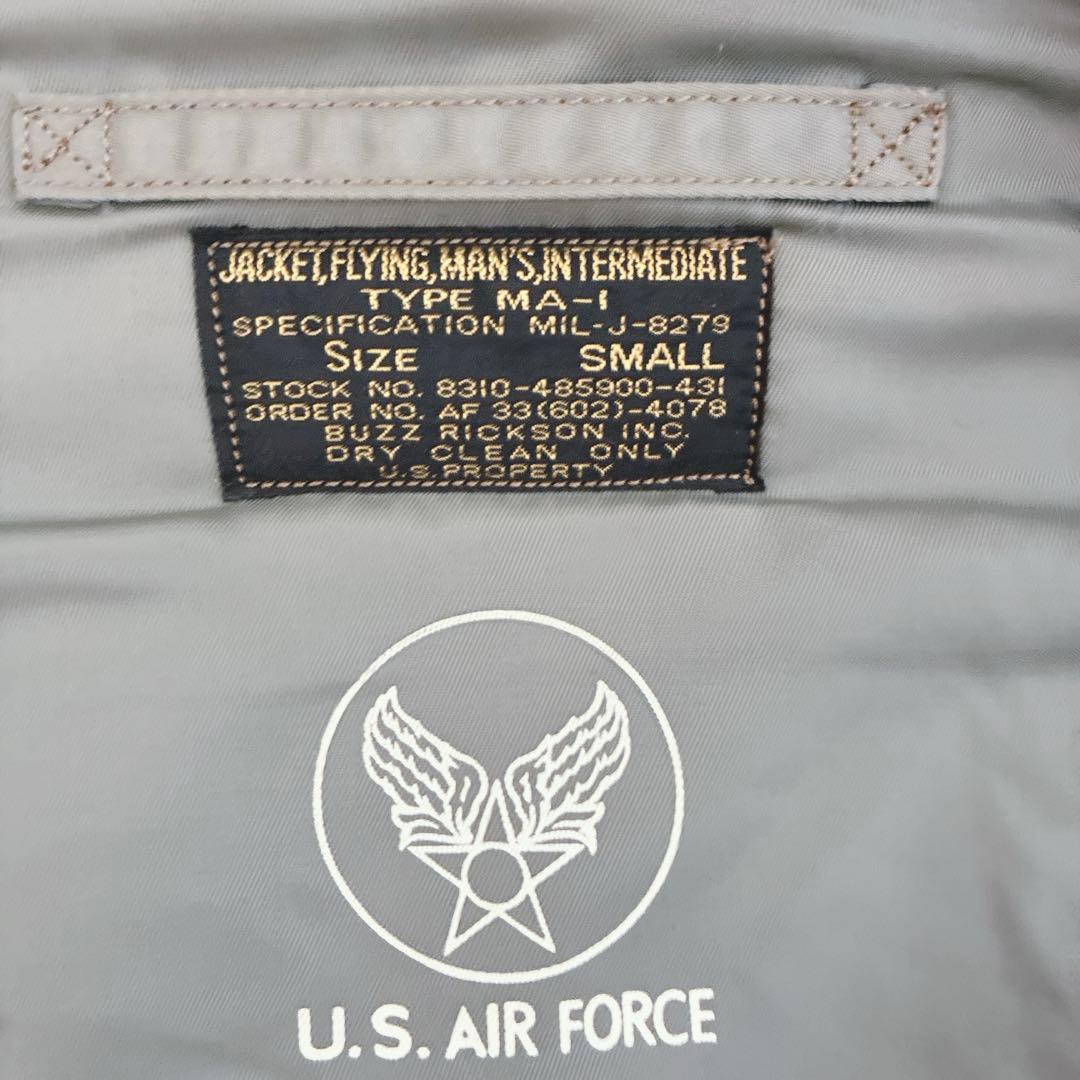 JACKET,FLYING,MAN'S,INTERMEDIATE
TYPE MA-1
SPECIFICATION MIL-J-8279
SIZE SMALL
STOCK NO. 8310-485900-431
ORDER NO. AF 33(602)-4078
BUZZ RICKSON INC.
DRY CLEAN ONLY
U.S. PROPERTY
U.S. AIR FORCE